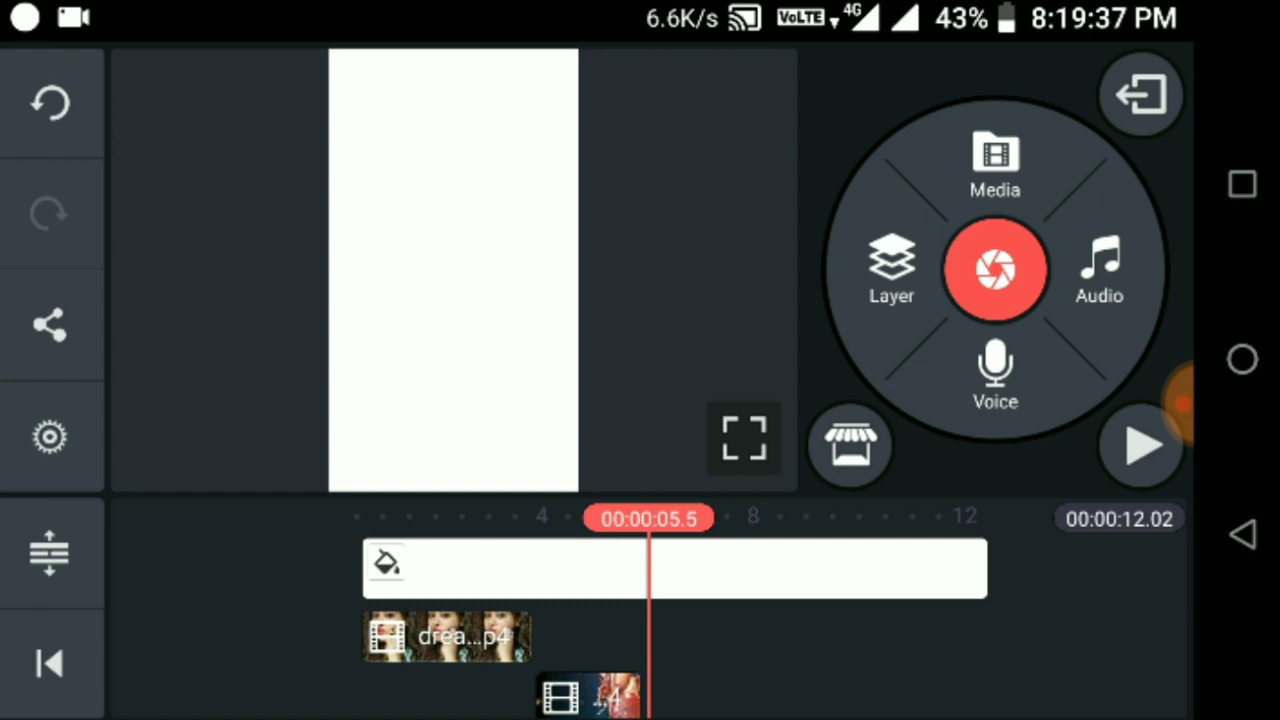 6.6K/s VoLTE 4G 43% 8:19:37 PM
Media
Layer
Audio
Voice
4 00:00:05.5 8 12 00:00:12.02
drea...p4
...4